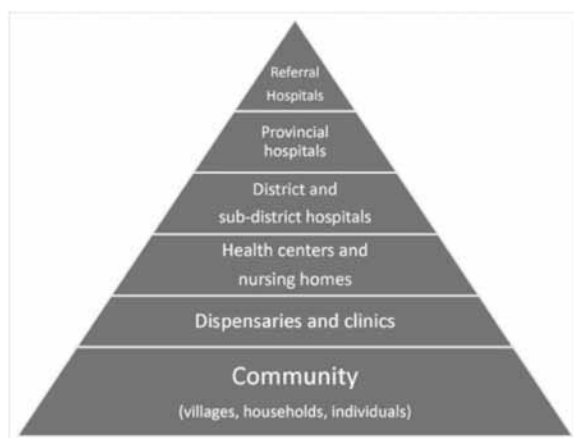 Referral
Hospitals
Provincial
hospitals
District and
sub-district hospitals
Health centers and
nursing homes
Dispensaries and clinics
Community
(villages, households, individuals)